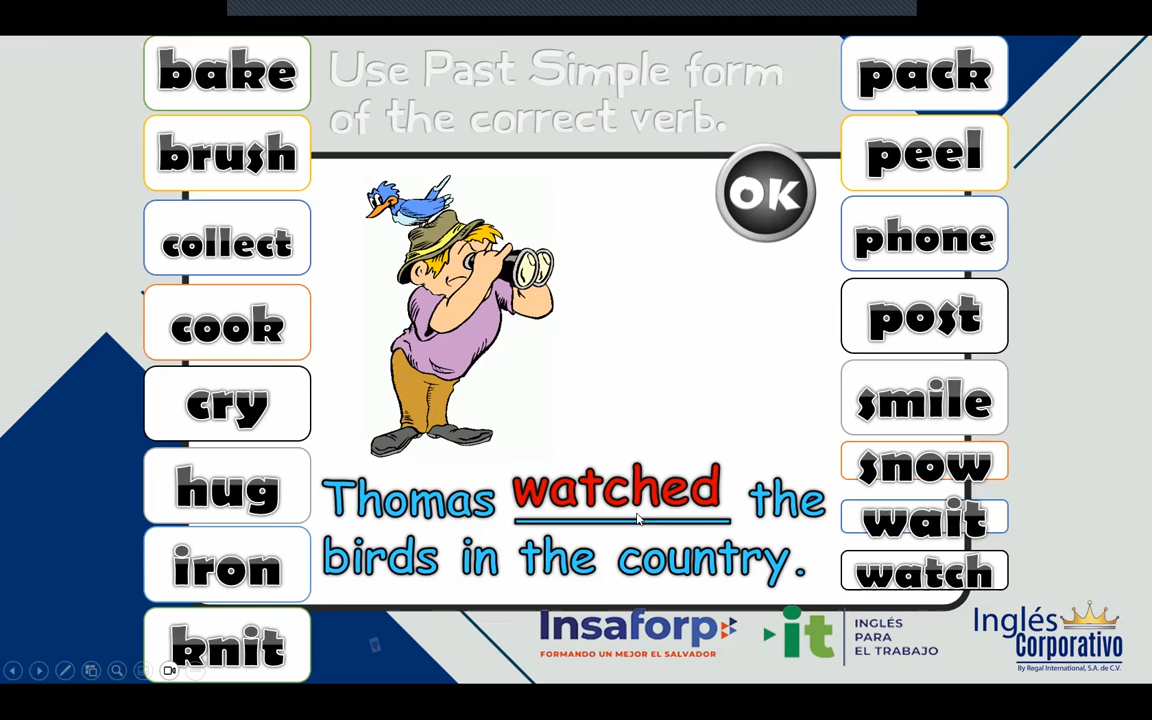 bake
brush
collect
cook
cry
hug
iron
knit
Use Past Simple form
of the correct verb.
OK
Thomas watched the
birds in the country.
pack
peel
phone
post
smile
snow
wait
watch
Insaforp
FORMANDO UN MEJOR EL SALVADOR
it
INGLÉS
PARA
EL TRABAJO
Inglés
Corporativo
By Regal International, S.A. de C.V.